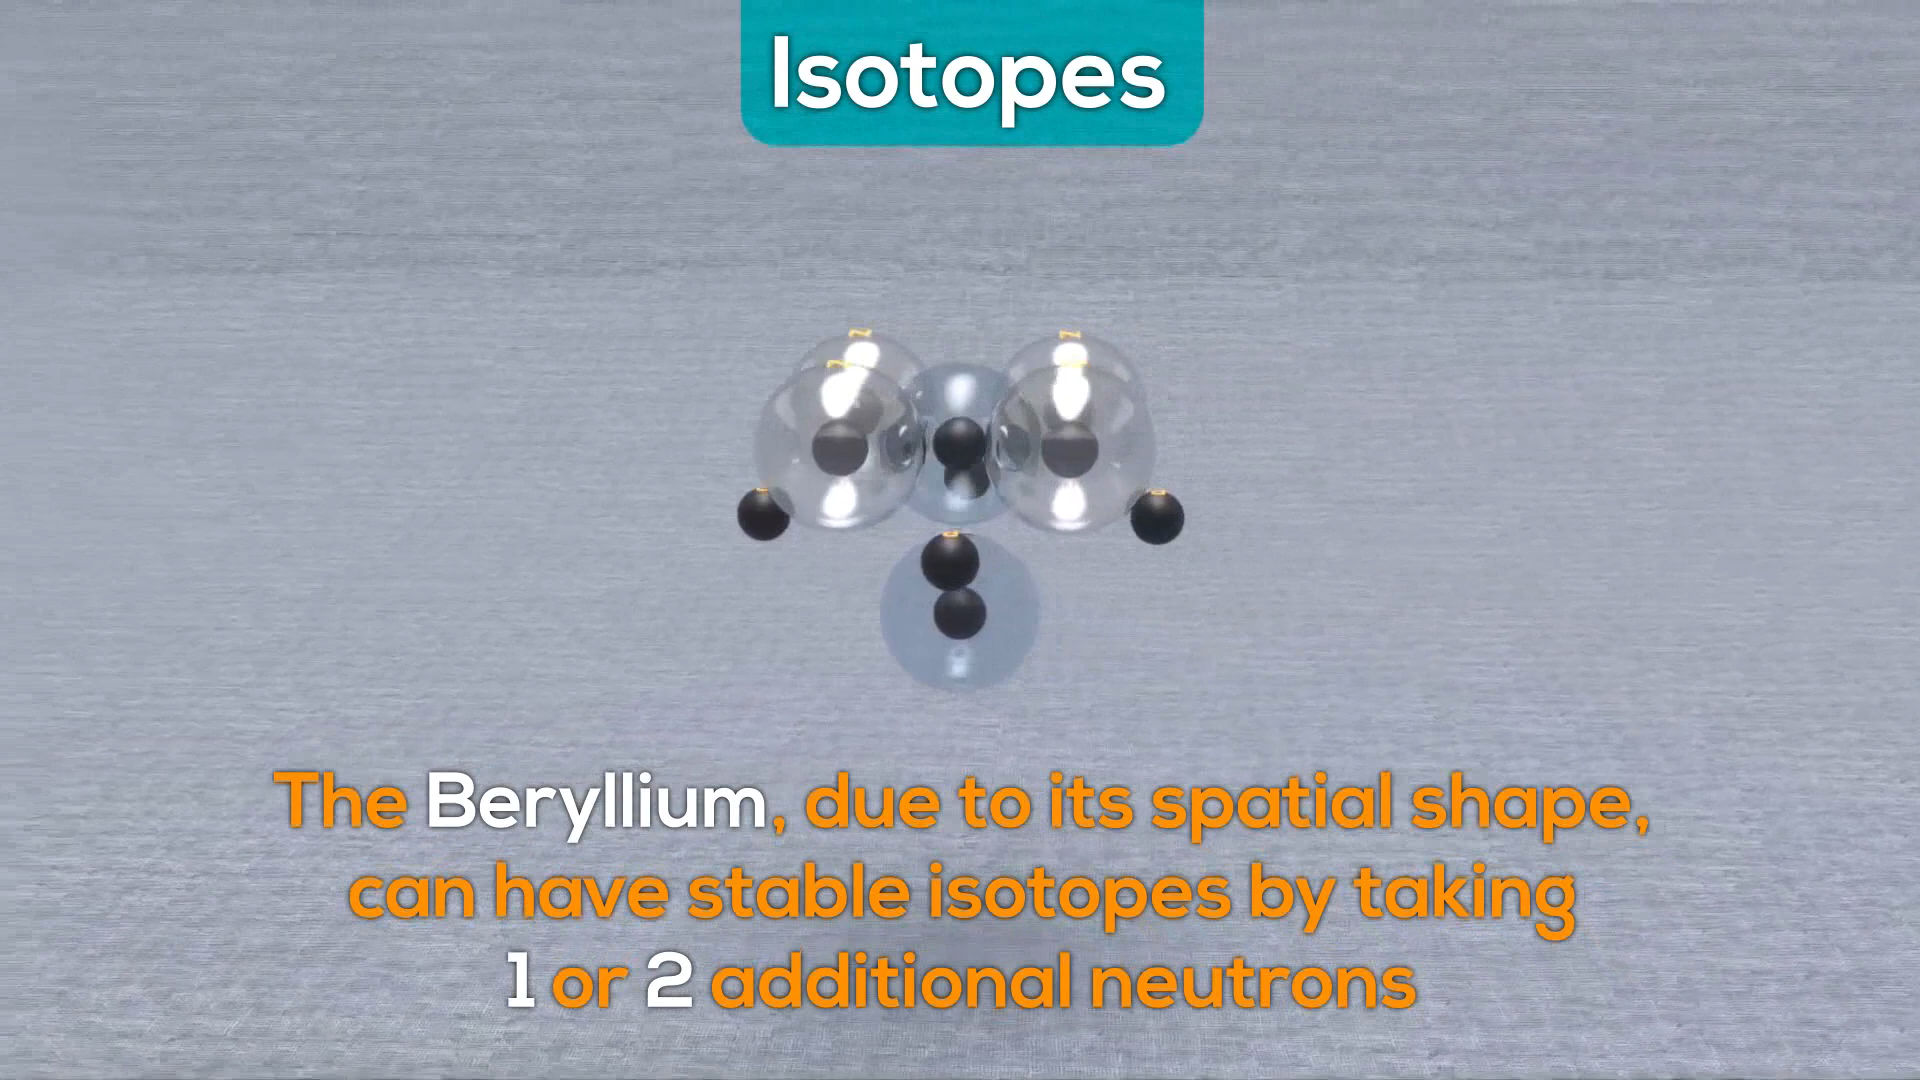 Isotopes
The Beryllium, due to its spatial shape,
can have stable isotopes by taking
1 or 2 additional neutrons